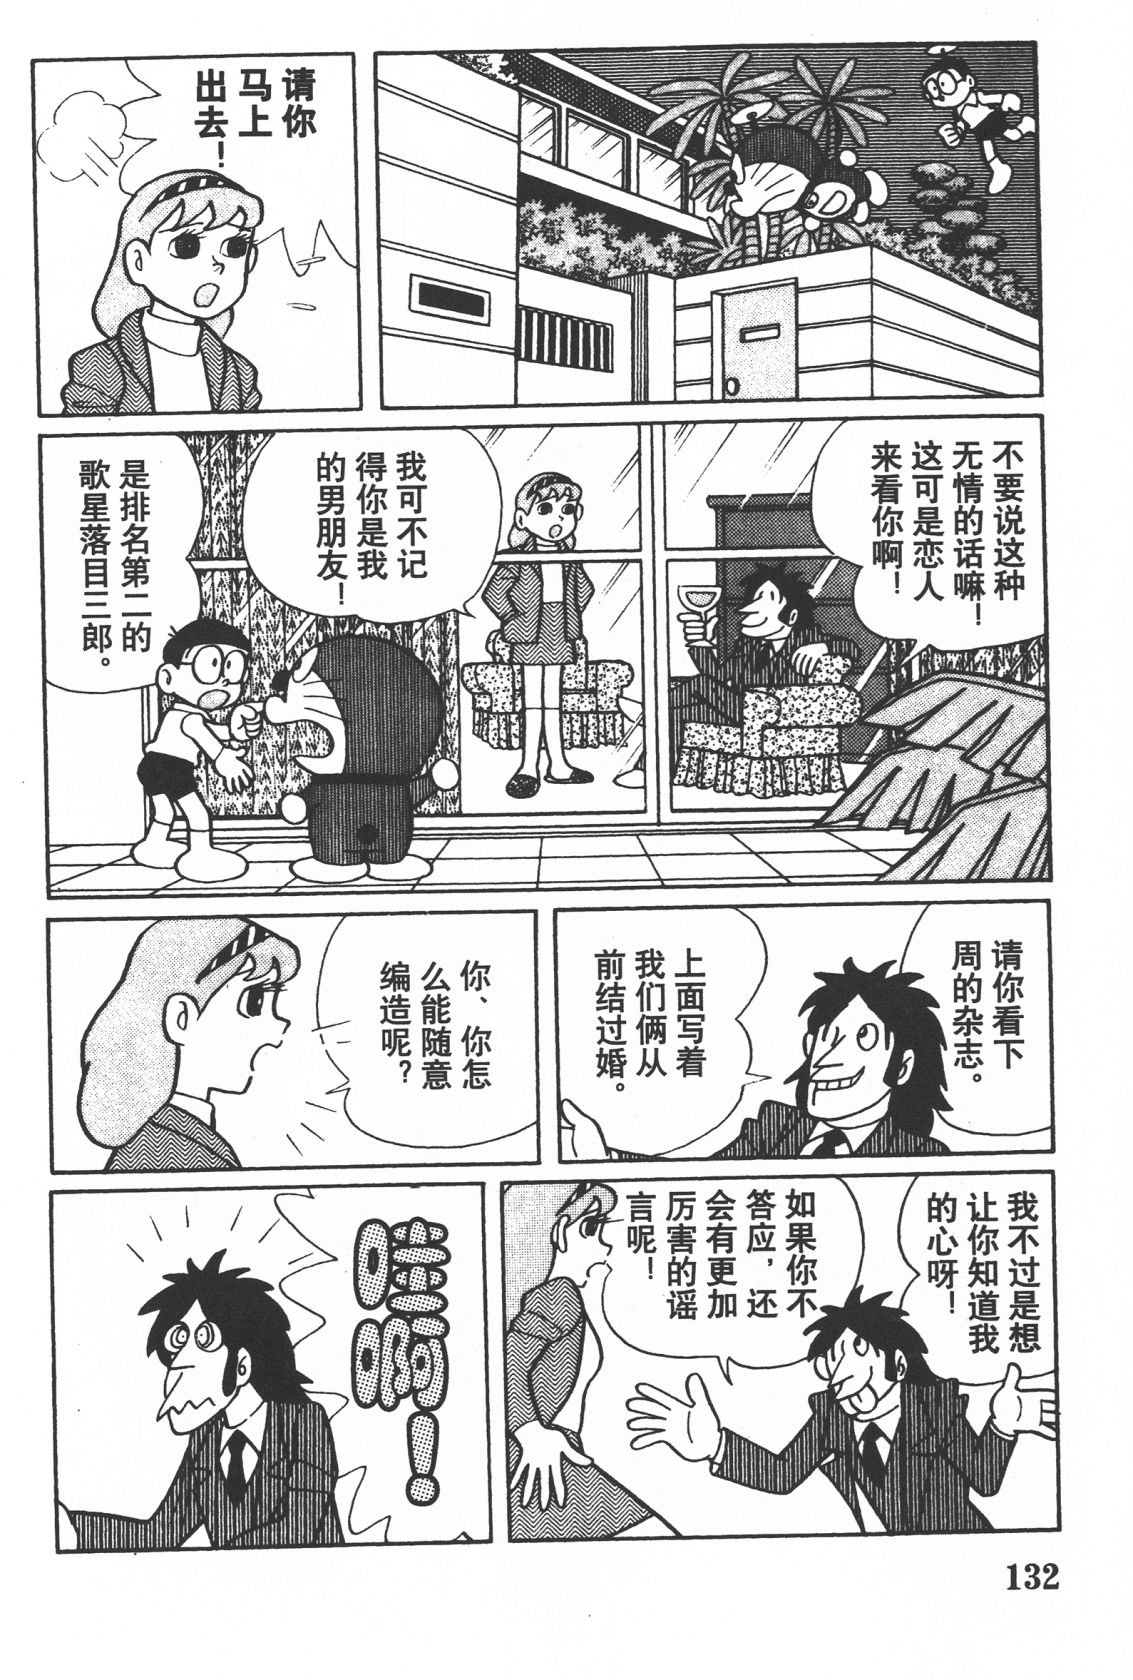 请你
马上
出去！
不要说这种
无情的话嘛！
这可是恋人
来看你啊！
我可不记
得你是我
的男朋友！
是排名第二的
歌星落目三郎。
请你看下
周的杂志。
上面写着
我们俩从
前结过婚。
你、你怎
么能随意
编造呢？
我不过是想
让你知道我
的心呀！
如果你不
答应，还
会有更加
厉害的谣
言呢！
哇啊！
132